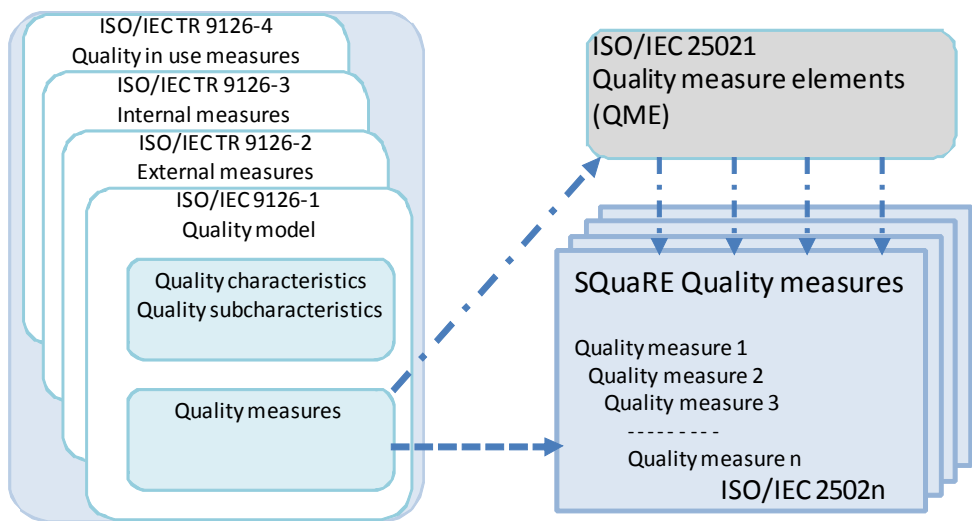 ISO/IEC TR 9126-4
Quality in use measures
ISO/IEC TR 9126-3
Internal measures
ISO/IEC TR 9126-2
External measures
ISO/IEC 9126-1
Quality model
Quality characteristics
Quality subcharacteristics
Quality measures
ISO/IEC 25021
Quality measure elements
(QME)
SQuaRE Quality measures
Quality measure 1
Quality measure 2
Quality measure 3
- - - - - - - - -
Quality measure n
ISO/IEC 2502n